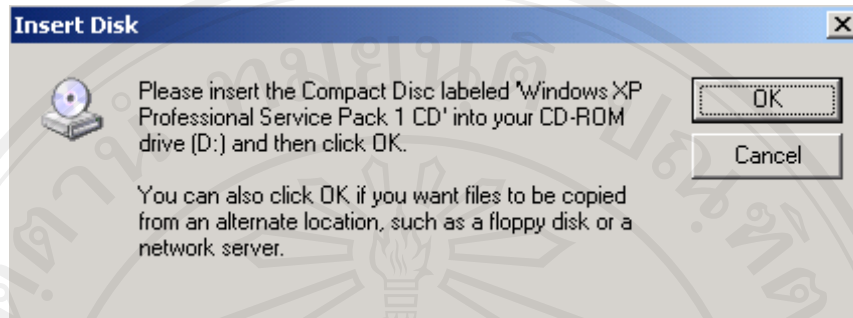 Insert Disk
Please insert the Compact Disc labeled 'Windows XP
Professional Service Pack 1 CD' into your CD-ROM
drive (D:) and then click OK.
You can also click OK if you want files to be copied
from an alternate location, such as a floppy disk or a
network server.
OK
Cancel